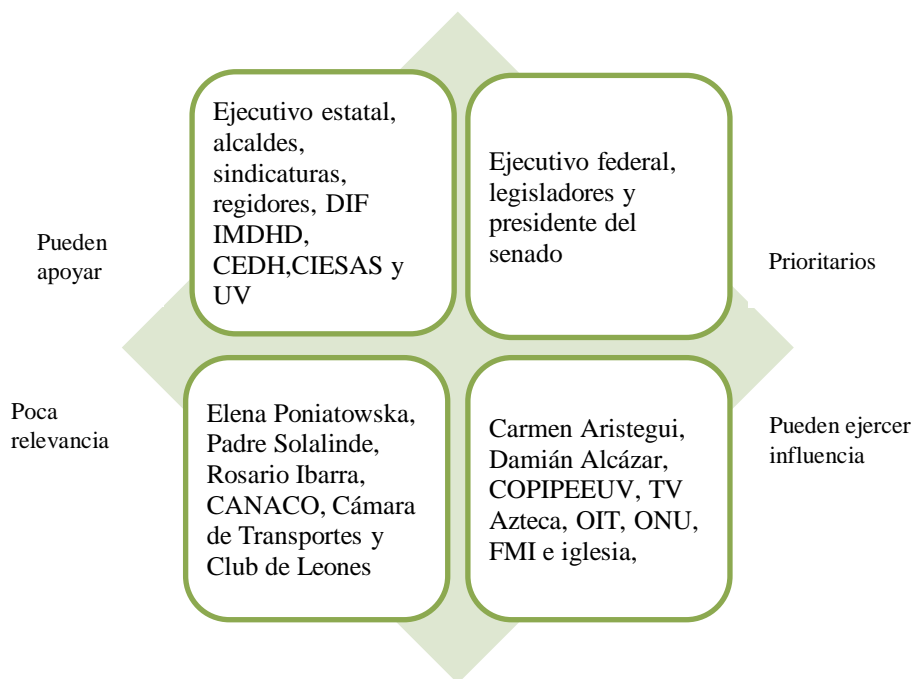 Ejecutivo estatal,
alcaldes,
sindicaturas,
regidores, DIF
IMDHD,
CEDH,CIESAS y
UV
Ejecutivo federal,
legisladores y
presidente del
senado
Pueden
apoyar
Prioritarios
Poca
relevancia
Elena Poniatowska,
Padre Solalinde,
Rosario Ibarra,
CANACO, Cámara
de Transportes y
Club de Leones
Carmen Aristegui,
Damián Alcázar,
COPIPEEUV, TV
Azteca, OIT, ONU,
FMI e iglesia,
Pueden ejercer
influencia